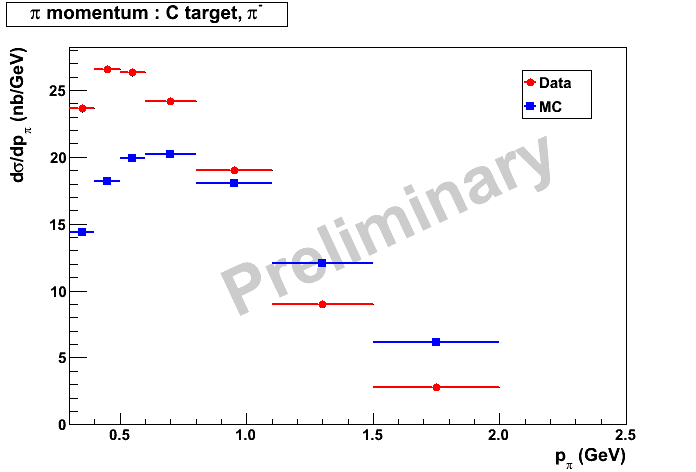 π momentum : C target, π⁻
dσ/dp_π (nb/GeV)
25
20
15
10
5
0
Data
MC
Preliminary
0.5
1.0
1.5
2.0
2.5
p_π (GeV)